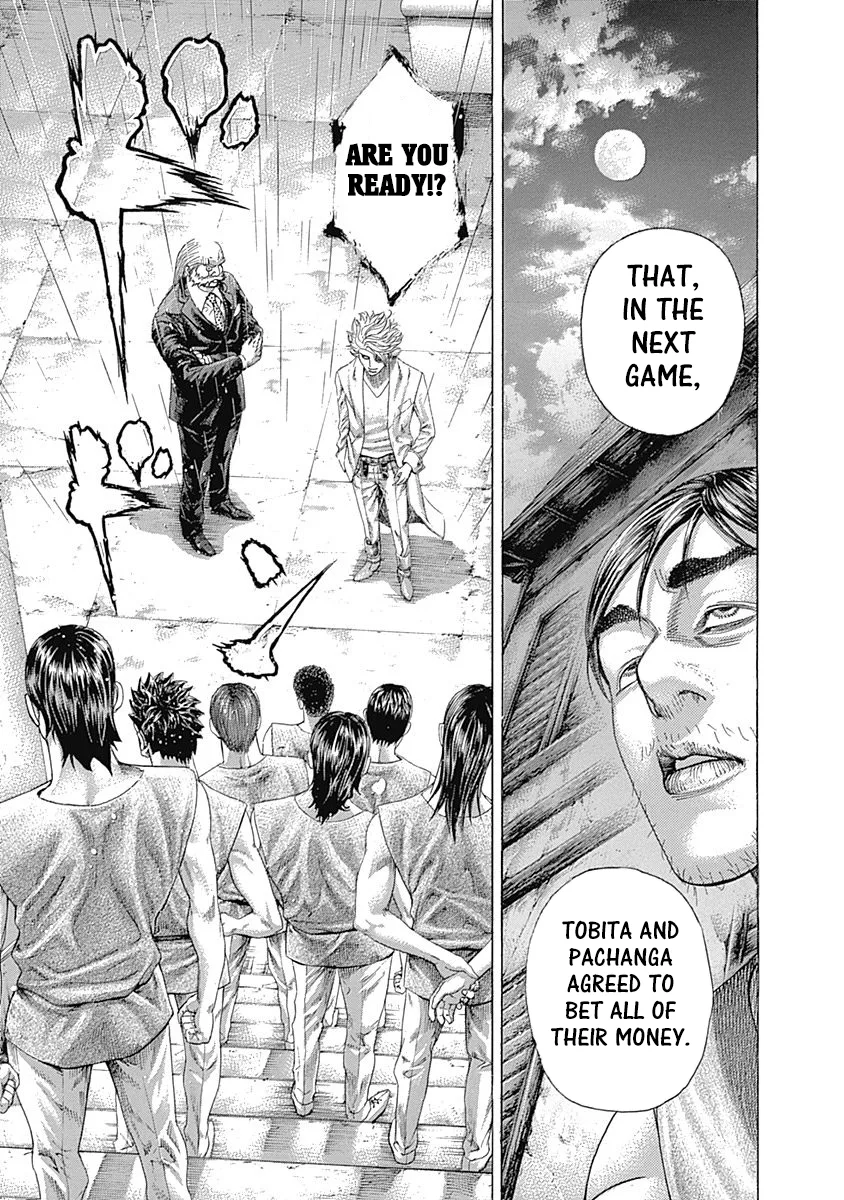 THAT,
IN THE
NEXT
GAME,
TOBITA AND
PACHANGA
AGREED TO
BET ALL OF
THEIR MONEY.
ARE YOU
READY!?